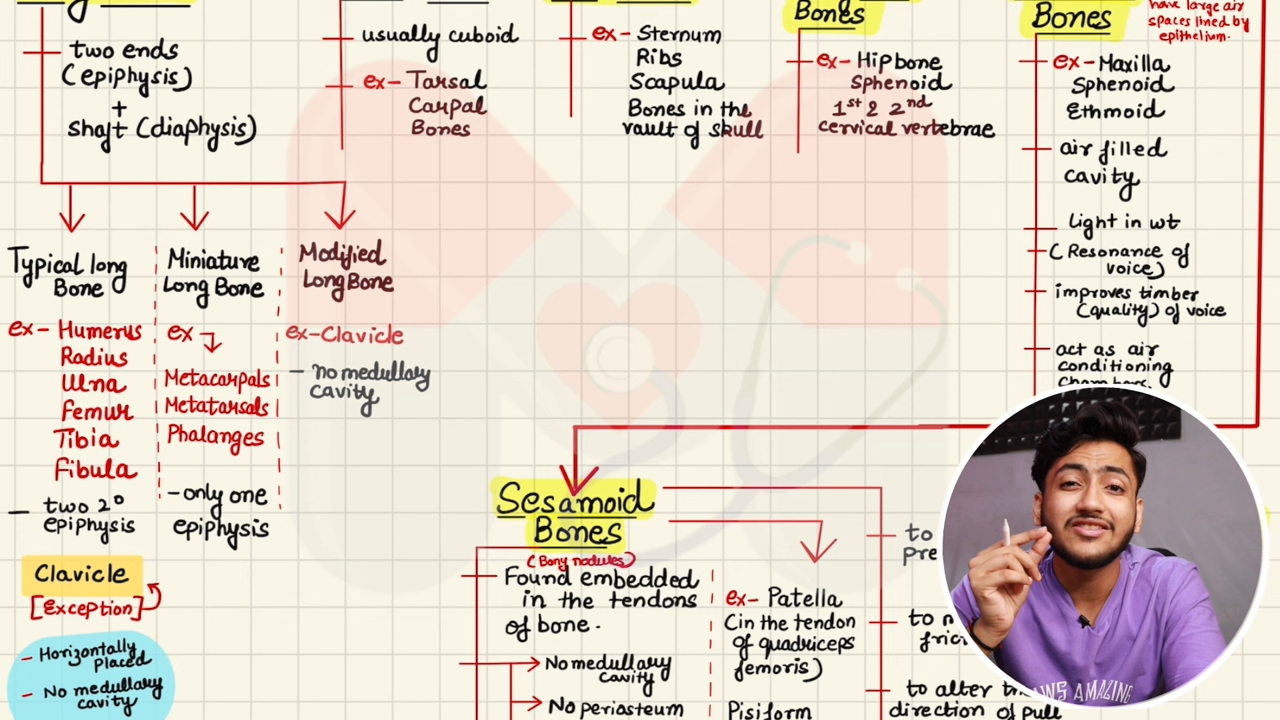 two ends
(epiphysis)
+
shaft (diaphysis)
usually cuboid
ex- Tarsal
Carpal
Bones
ex- Sternum
Ribs
Scapula
Bones in the
vault of skull
Bones
ex- Hipbone
Sphenoid
1st & 2nd
cervical vertebrae
Bones
have large air
spaces lined by
epithelium.
ex- Maxilla
Sphenoid
Ethmoid
air filled
cavity
Light in wt
(Resonance of
voice)
improves timber
(quality) of voice
act as air
conditioning
chambers
Typical long
Bone
ex- Humerus
Radius
Ulna
Femur
Tibia
Fibula
- two 2°
epiphysis
Miniature
Long Bone
ex
Metacarpals
Metatarsals
Phalanges
- only one
epiphysis
Modified
Long Bone
ex- Clavicle
- no medullary
cavity
Clavicle
[Exception]
- Horizontally
placed
- No medullary
cavity
Sesamoid
Bones
(Bony nodules)
Found embedded
in the tendons
of bone.
No medullary
cavity
No periosteum
ex- Patella
(in the tendon
of quadriceps
femoris)
Pisiform
to
pre
to
fric
to alter th
direction of pull
WS AMAZING